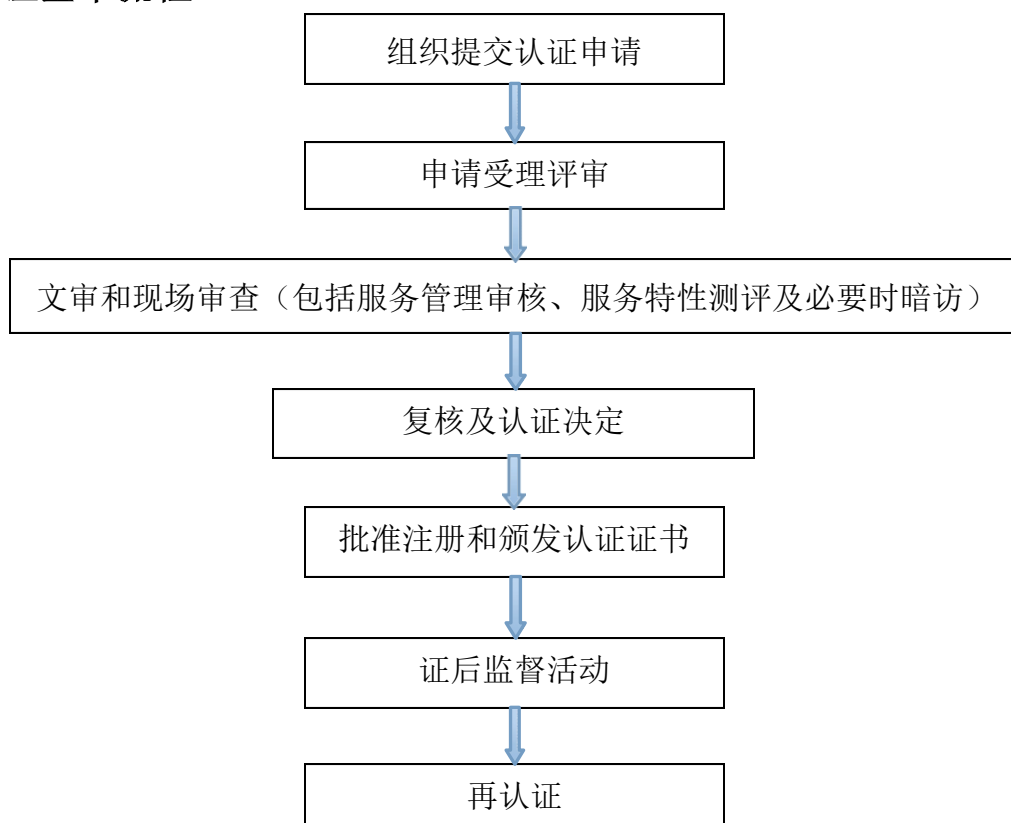 组织提交认证申请
申请受理评审
文审和现场审查（包括服务管理审核、服务特性测评及必要时暗访）
复核及认证决定
批准注册和颁发认证证书
证后监督活动
再认证